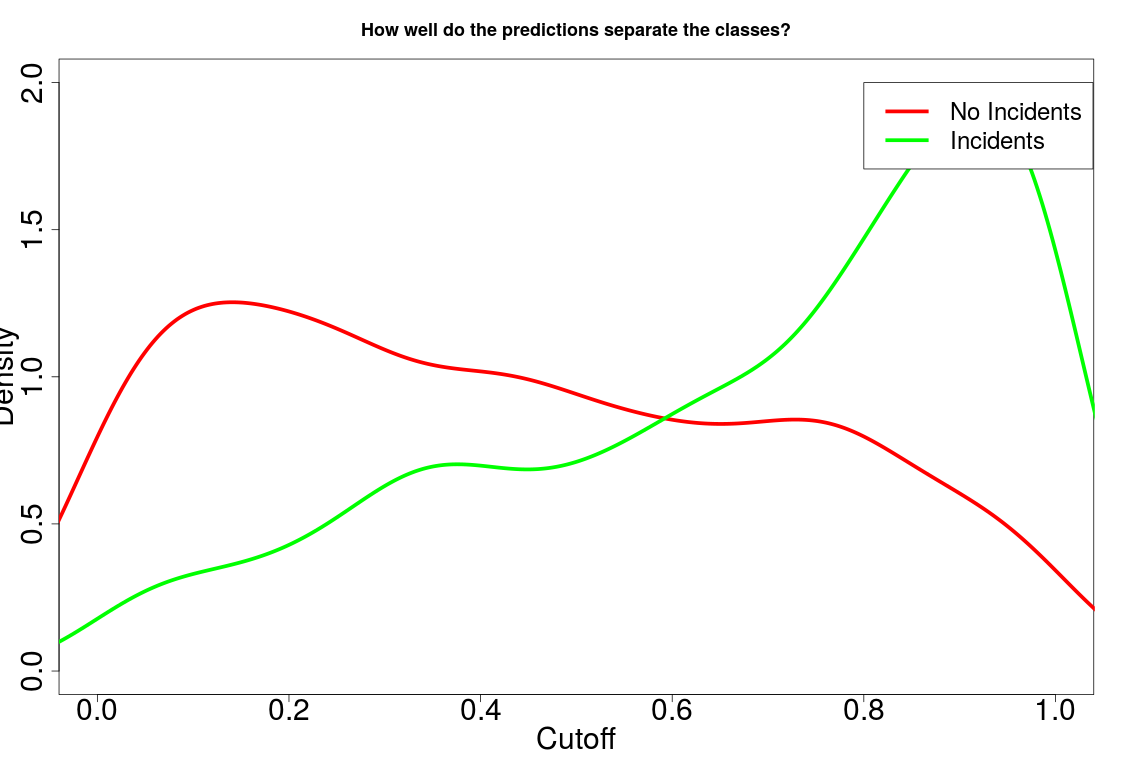 How well do the predictions separate the classes?
2.0
1.5
1.0
0.5
0.0
Density
No Incidents
Incidents
0.0 0.2 0.4 0.6 0.8 1.0
Cutoff